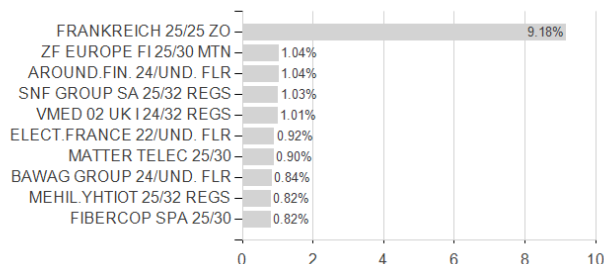 FRANKREICH 25/25 ZO 9.18%
ZF EUROPE FI 25/30 MTN 1.04%
AROUND.FIN. 24/UND. FLR 1.04%
SNF GROUP SA 25/32 REGS 1.03%
VMED 02 UK I 24/32 REGS 1.01%
ELECT.FRANCE 22/UND. FLR 0.92%
MATTER TELEC 25/30 0.90%
BAWAG GROUP 24/UND. FLR 0.84%
MEHIL.YHTIOT 25/32 REGS 0.82%
FIBERCOP SPA 25/30 0.82%
0 2 4 6 8 10